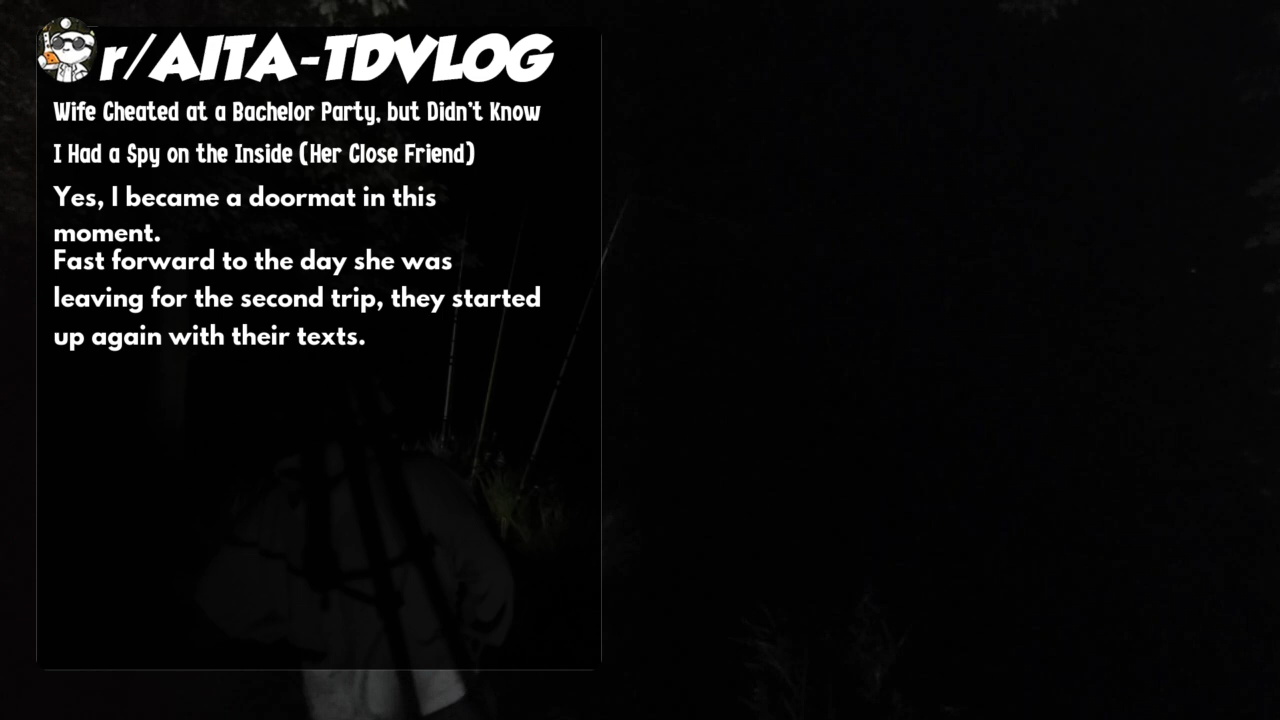 r/AITA-TDVLOG
Wife Cheated at a Bachelor Party, but Didn't Know
I Had a Spy on the Inside (Her Close Friend)
Yes, I became a doormat in this
moment.
Fast forward to the day she was
leaving for the second trip, they started
up again with their texts.